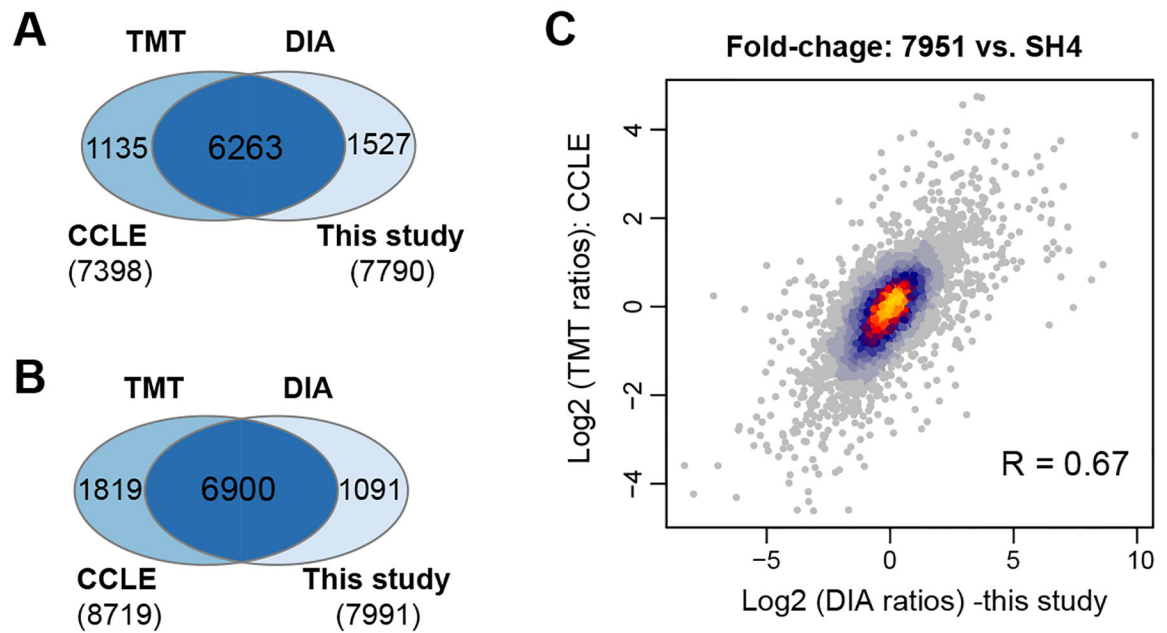 A
TMT DIA
1135 6263 1527
CCLE This study
(7398) (7790)
B
TMT DIA
1819 6900 1091
CCLE This study
(8719) (7991)
C
Fold-chage: 7951 vs. SH4
Log2 (TMT ratios): CCLE
4
2
0
−2
−4
R = 0.67
−5 0 5 10
Log2 (DIA ratios) -this study